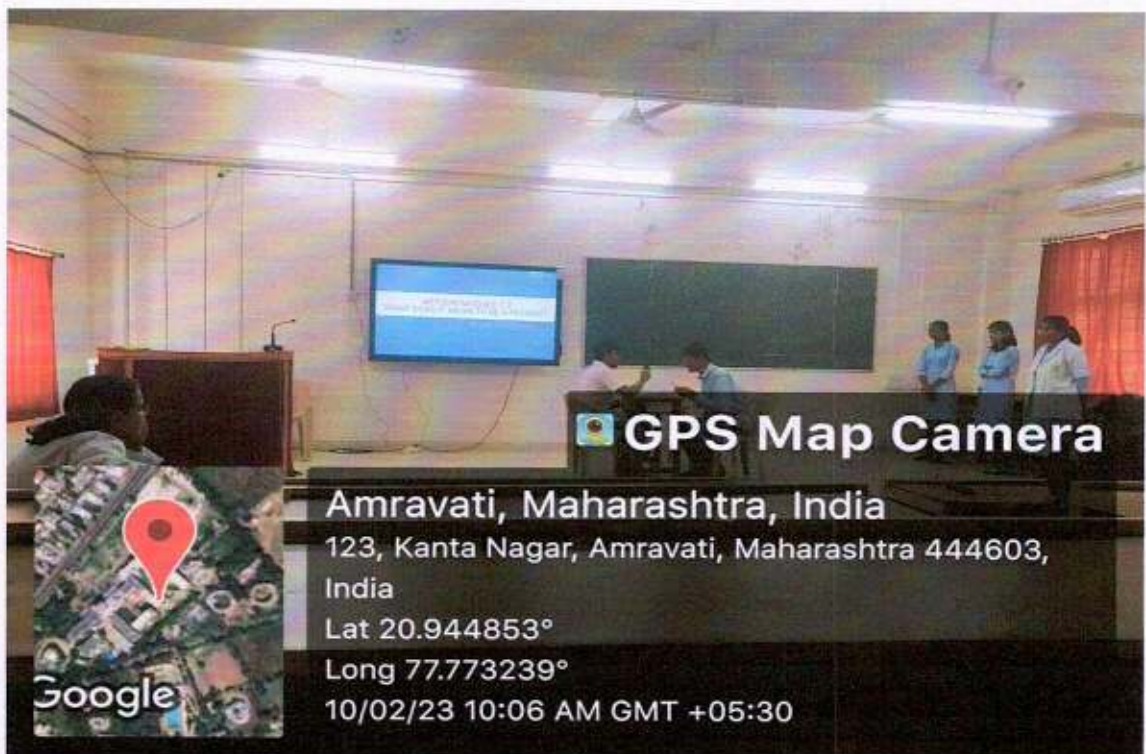 GPS Map Camera
Amravati, Maharashtra, India
123, Kanta Nagar, Amravati, Maharashtra 444603,
India
Lat 20.944853°
Long 77.773239°
10/02/23 10:06 AM GMT +05:30
Google